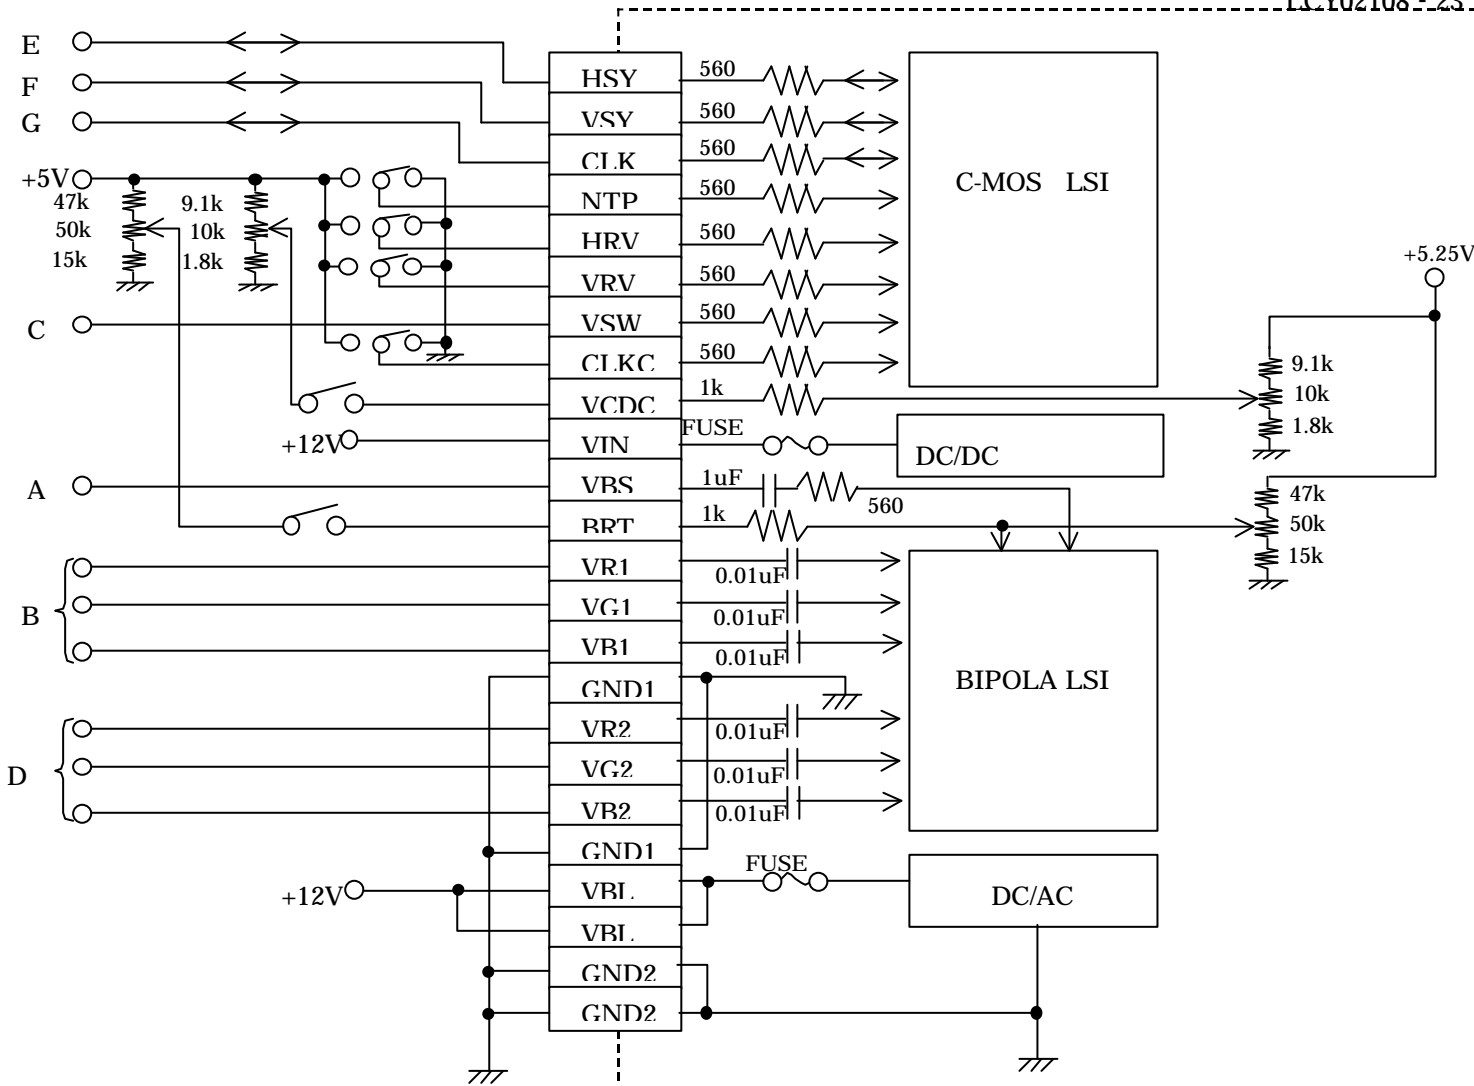 LCY02108 - 23
E
F
G
+5V
47k
50k
15k
9.1k
10k
1.8k
C
+12V
A
B
D
+12V
HSY
VSY
CLK
NTP
HRV
VRV
VSW
CLKC
VCDC
VIN
VBS
BRT
VR1
VG1
VB1
GND1
VR2
VG2
VB2
GND1
VBL
VBL
GND2
GND2
560
560
560
560
560
560
560
560
1k
FUSE
1uF
560
1k
0.01uF
0.01uF
0.01uF
0.01uF
0.01uF
0.01uF
FUSE
C-MOS LSI
DC/DC
BIPOLA LSI
DC/AC
+5.25V
9.1k
10k
1.8k
47k
50k
15k